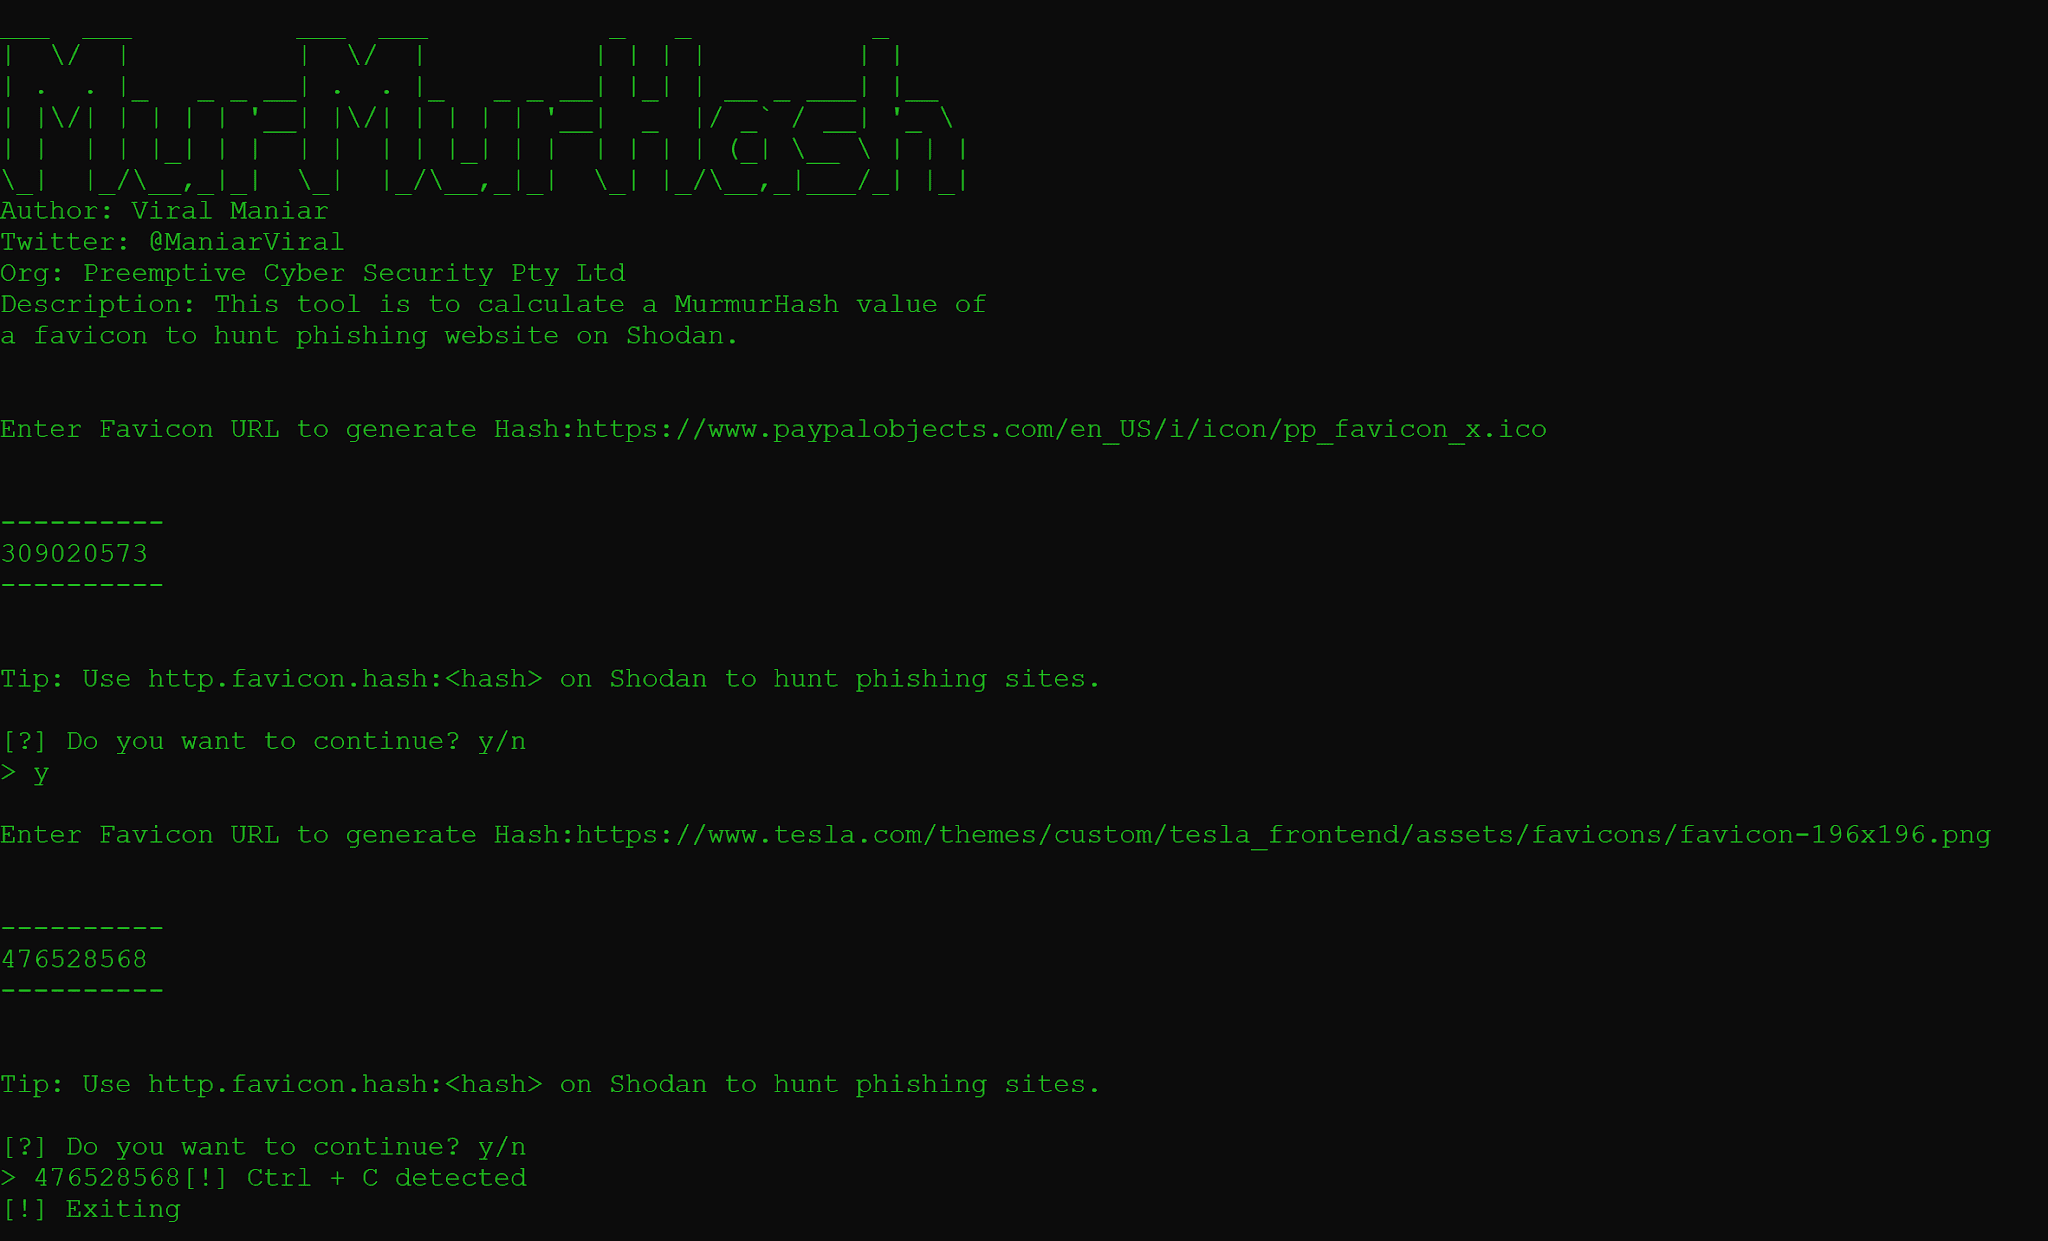 MurMurHash
Author: Viral Maniar
Twitter: @ManiarViral
Org: Preemptive Cyber Security Pty Ltd
Description: This tool is to calculate a MurmurHash value of
a favicon to hunt phishing website on Shodan.
Enter Favicon URL to generate Hash:https://www.paypalobjects.com/en_US/i/icon/pp_favicon_x.ico
----------
309020573
----------
Tip: Use http.favicon.hash:<hash> on Shodan to hunt phishing sites.
[?] Do you want to continue? y/n
> y
Enter Favicon URL to generate Hash:https://www.tesla.com/themes/custom/tesla_frontend/assets/favicons/favicon-196x196.png
----------
476528568
----------
Tip: Use http.favicon.hash:<hash> on Shodan to hunt phishing sites.
[?] Do you want to continue? y/n
> 476528568[!] Ctrl + C detected
[!] Exiting